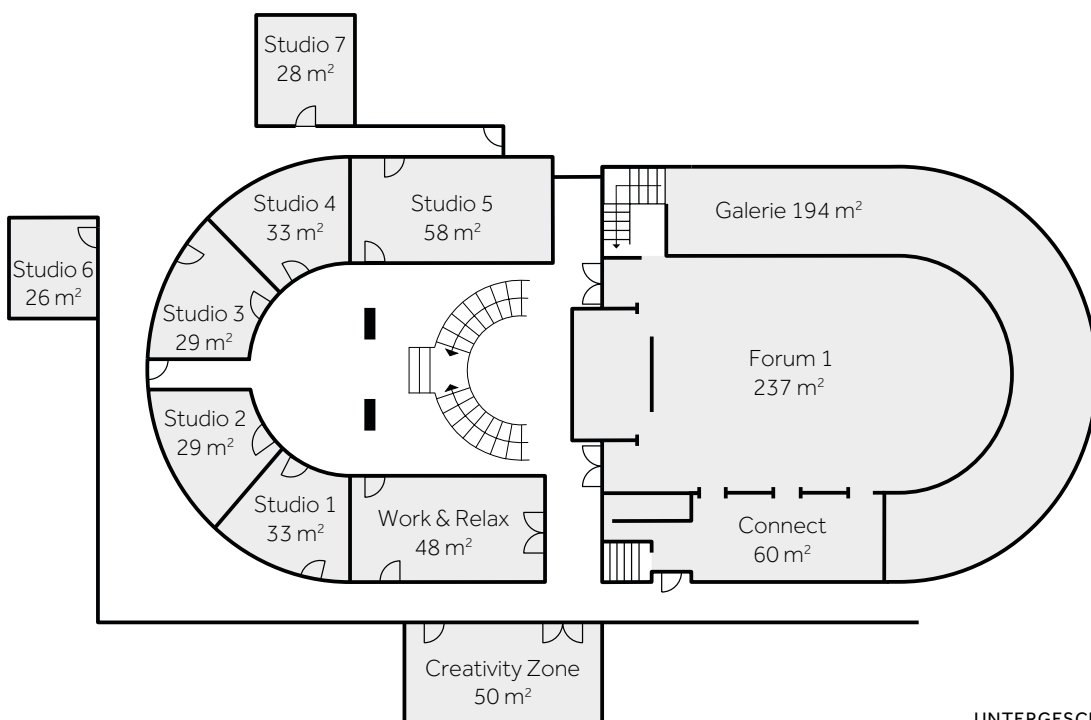 Studio 7
28 m²
Studio 4
33 m²
Studio 5
58 m²
Galerie 194 m²
Studio 6
26 m²
Studio 3
29 m²
Forum 1
237 m²
Studio 2
29 m²
Studio 1
33 m²
Work & Relax
48 m²
Connect
60 m²
Creativity Zone
50 m²